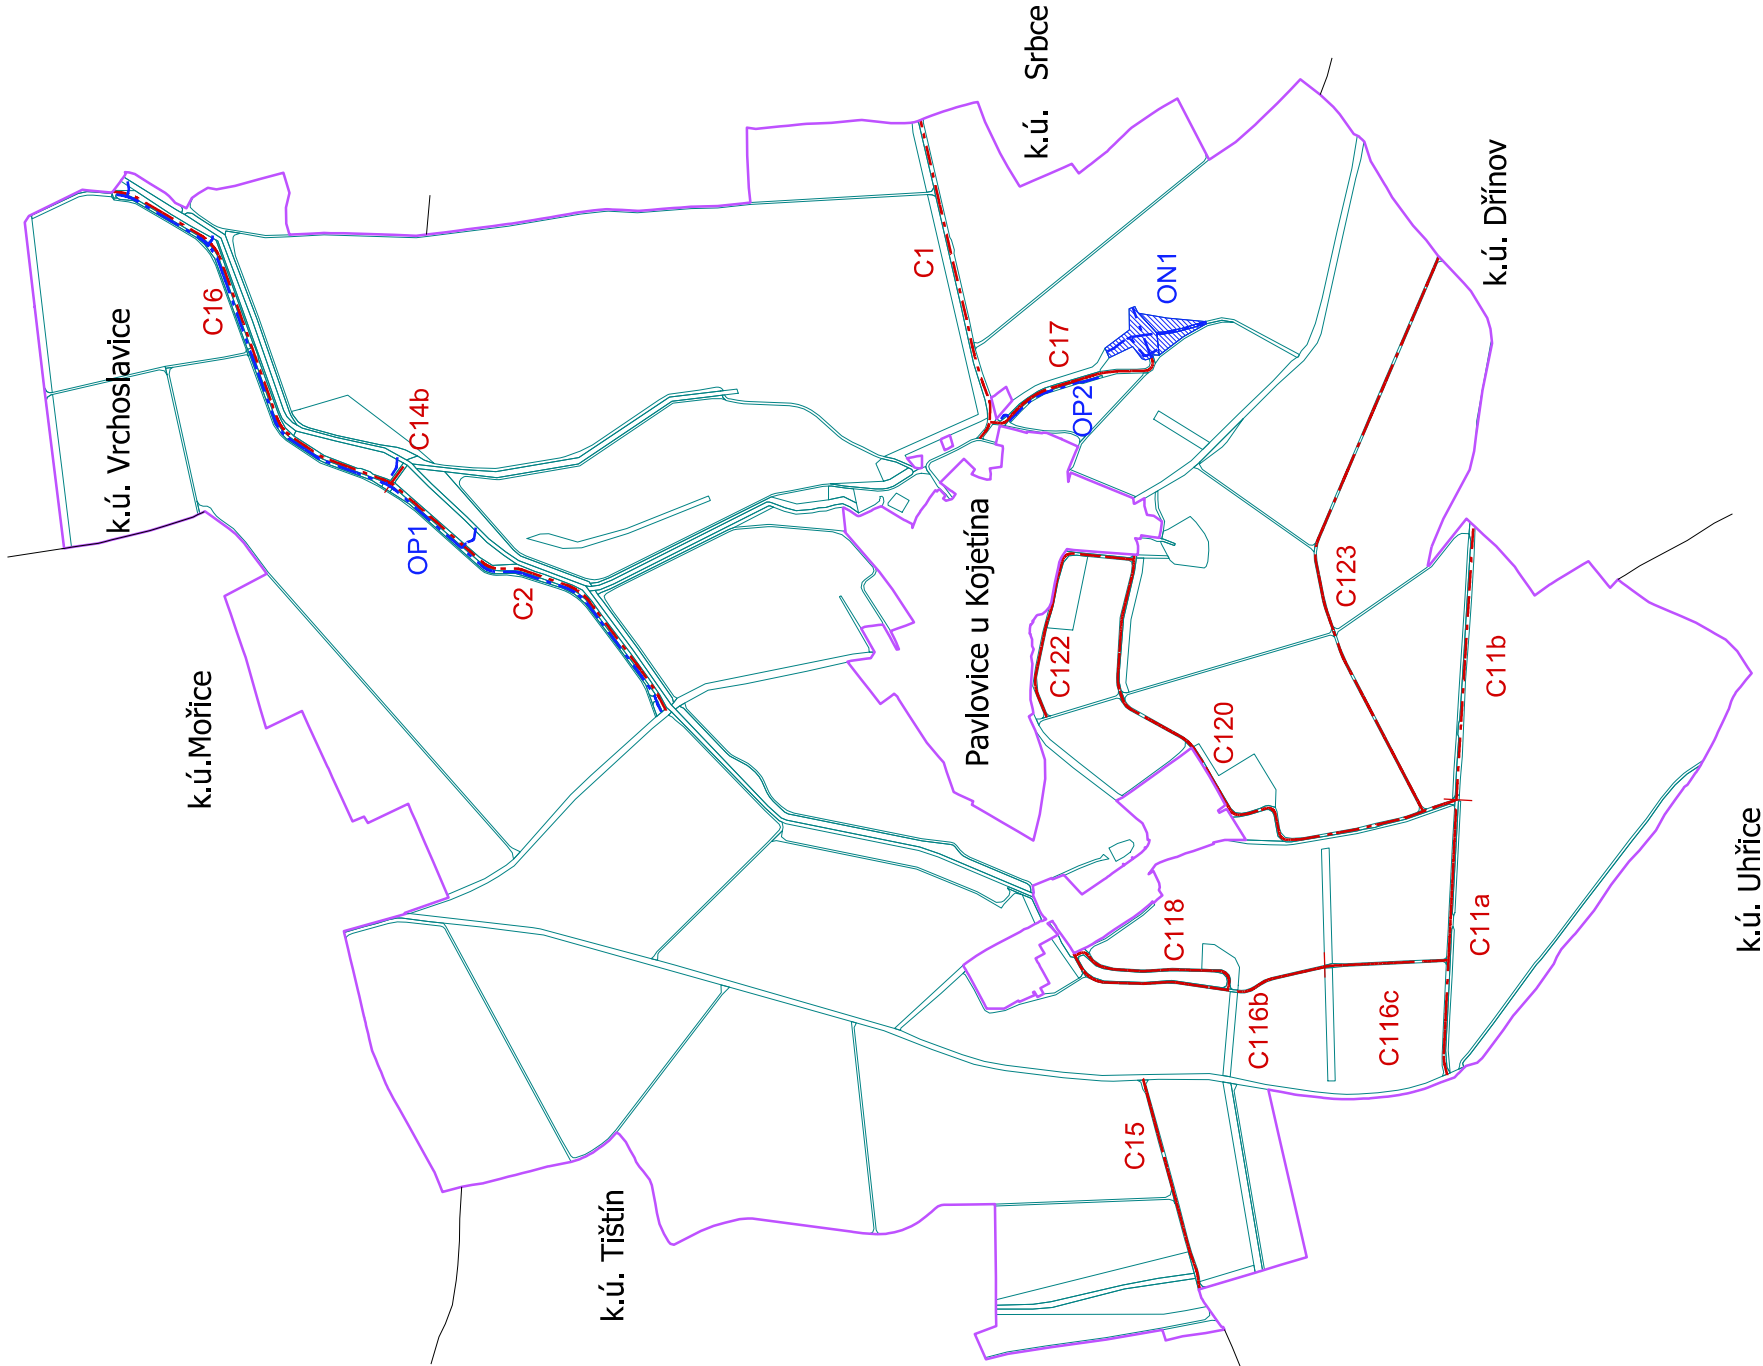 k.ú. Vrchoslavice
k.ú.Mořice
k.ú. Tištín
k.ú. Srbce
k.ú. Dřínov
k.ú. Uhřice
Pavlovice u Kojetína
C16
C14b
OP1
C2
C1
C17
OP2
ON1
C122
C120
C123
C11b
C11a
C118
C116b
C116c
C15